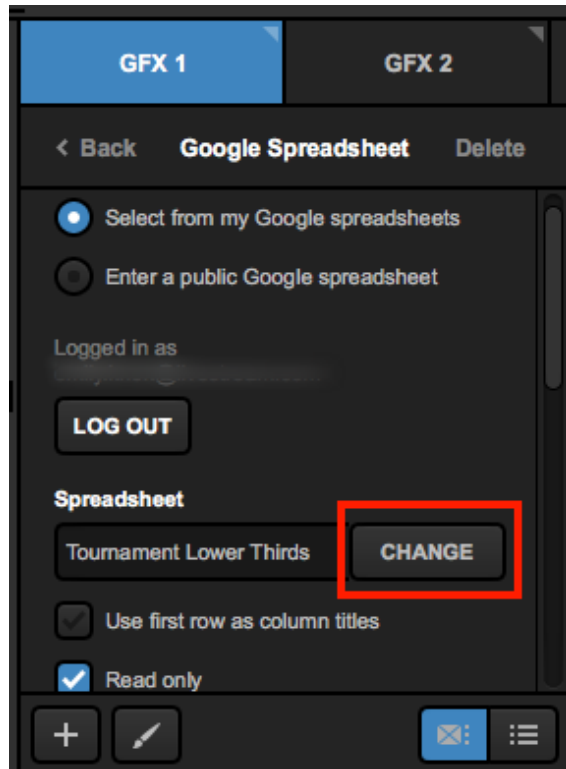 GFX 1 GFX 2
< Back Google Spreadsheet Delete
Select from my Google spreadsheets
Enter a public Google spreadsheet
Logged in as
LOG OUT
Spreadsheet
Tournament Lower Thirds CHANGE
Use first row as column titles
Read only